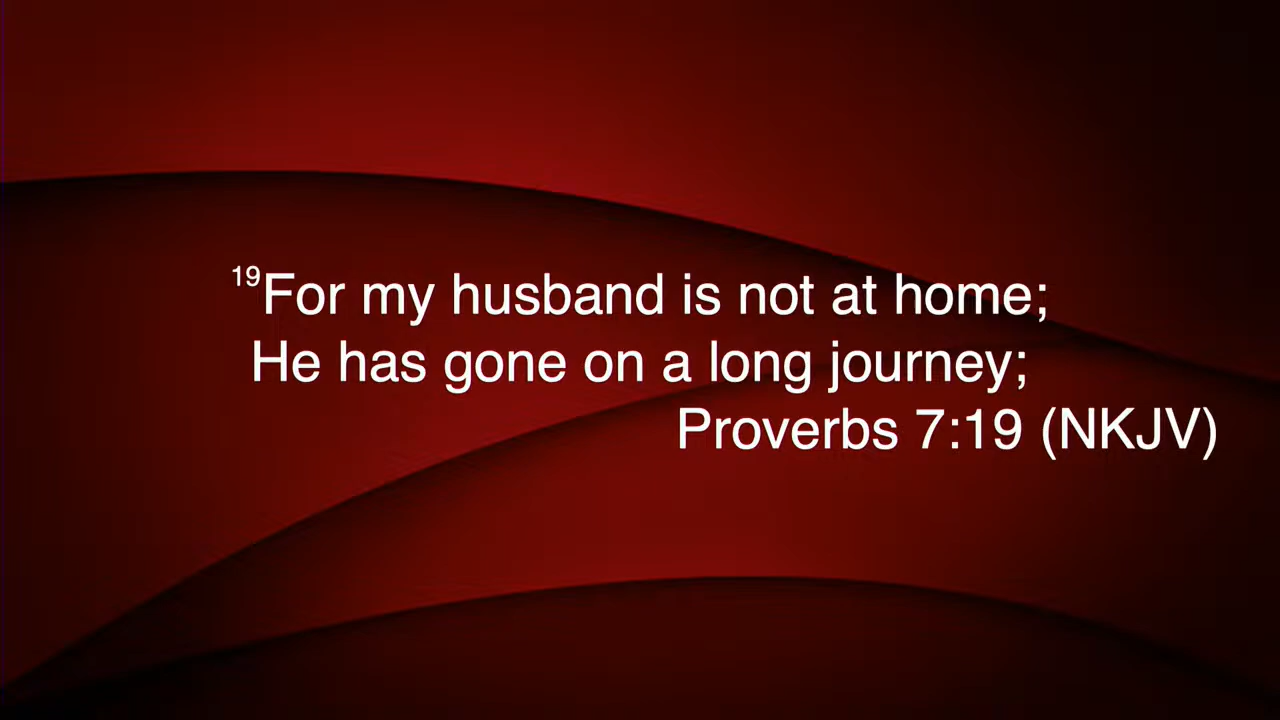 19For my husband is not at home;
He has gone on a long journey;
Proverbs 7:19 (NKJV)